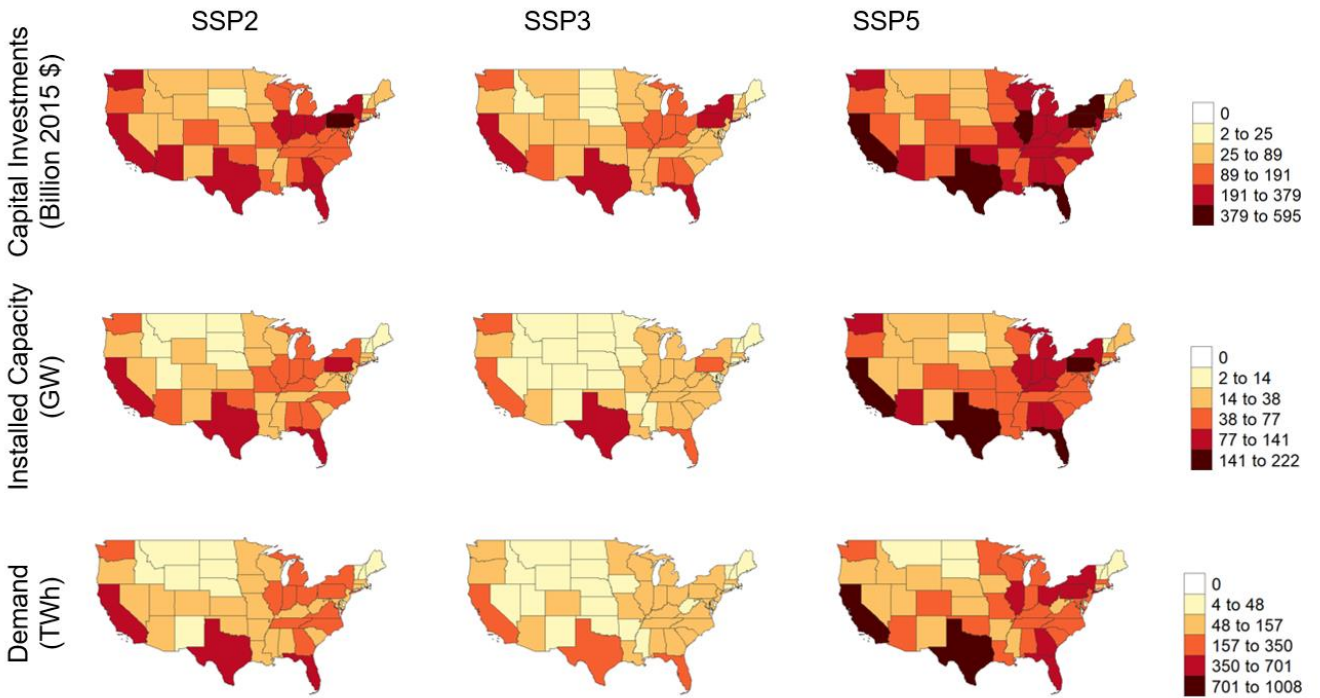 SSP2
SSP3
SSP5
Capital Investments
(Billion 2015 $)
0
2 to 25
25 to 89
89 to 191
191 to 379
379 to 595
Installed Capacity
(GW)
0
2 to 14
14 to 38
38 to 77
77 to 141
141 to 222
Demand
(TWh)
0
4 to 48
48 to 157
157 to 350
350 to 701
701 to 1008